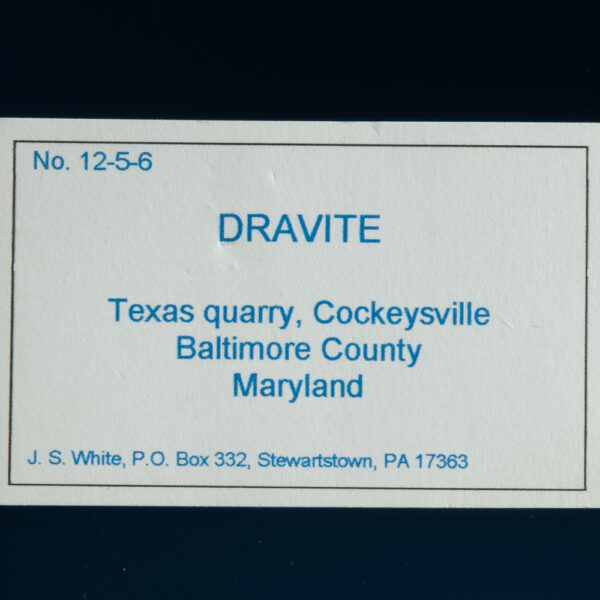 No. 12-5-6
DRAVITE
Texas quarry, Cockeysville
Baltimore County
Maryland
J. S. White, P.O. Box 332, Stewartstown, PA 17363